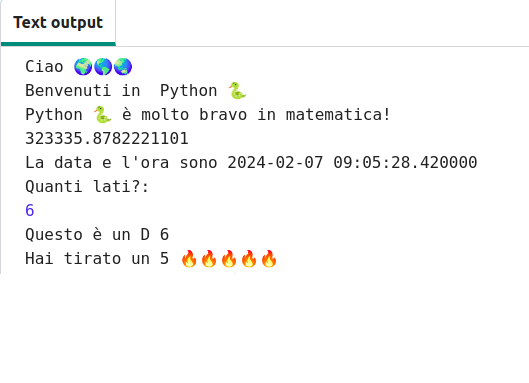 Text output
Ciao 🌍🌎🌏
Benvenuti in  Python 🐍
Python 🐍 è molto bravo in matematica!
323335.8782221101
La data e l'ora sono 2024-02-07 09:05:28.420000
Quanti lati?:
6
Questo è un D 6
Hai tirato un 5 🔥🔥🔥🔥🔥